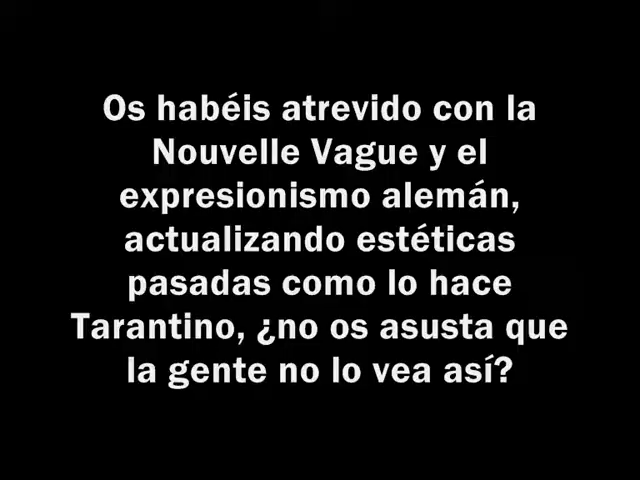 Os habéis atrevido con la
Nouvelle Vague y el
expresionismo alemán,
actualizando estéticas
pasadas como lo hace
Tarantino, ¿no os asusta que
la gente no lo vea así?